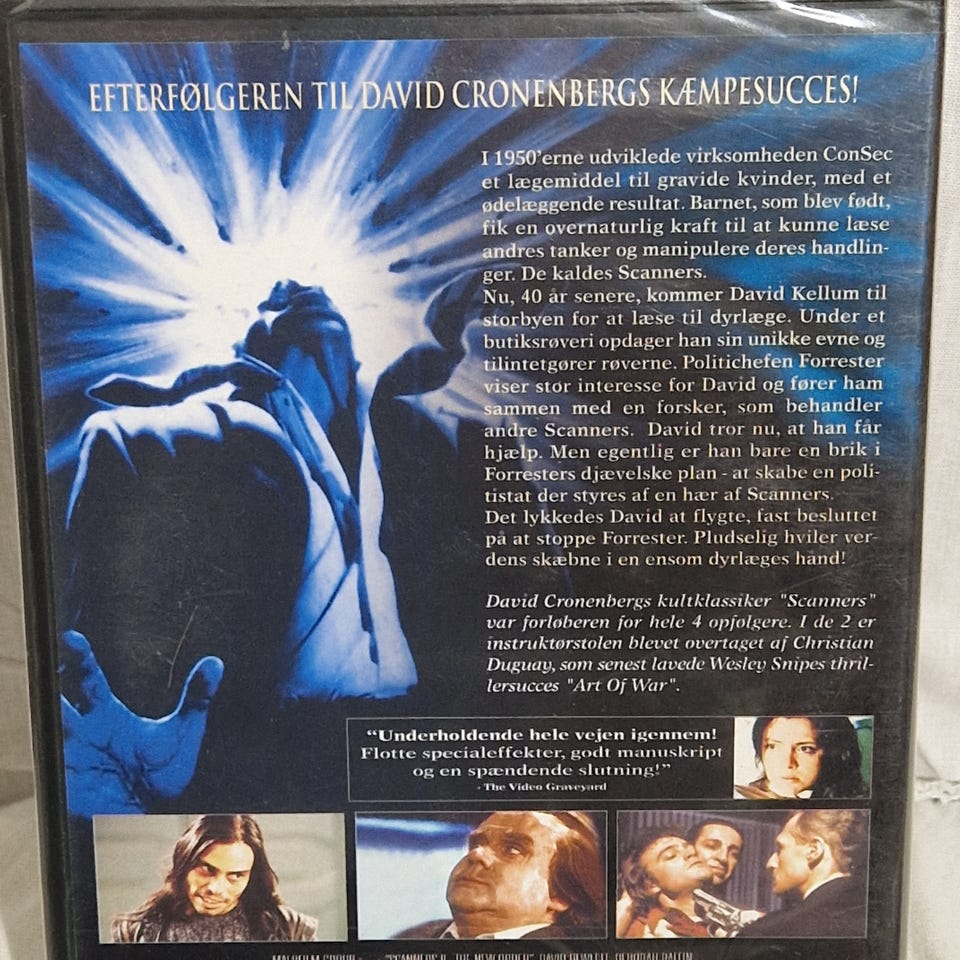 EFTERFØLGEREN TIL DAVID CRONENBERGS KÆMPESUCCES!
I 1950'erne udviklede virksomheden ConSec
et lægemiddel til gravide kvinder, med et
ødelæggende resultat. Barnet, som blev født,
fik en overnaturlig kraft til at kunne læse
andres tanker og manipulere deres handlin-
ger. De kaldes Scanners.
Nu, 40 år senere, kommer David Kellum til
storbyen for at læse til dyrlæge. Under et
butiksrøveri opdager han sin unikke evne og
tilintetgører røverne. Politichefen Forrester
viser stor interesse for David og fører ham
sammen med en forsker, som behandler
andre Scanners. David tror nu, at han får
hjælp. Men egentlig er han bare en brik i
Forresters djævelske plan - at skabe en poli-
tistat der styres af en hær af Scanners.
Det lykkedes David at flygte, fast besluttet
på at stoppe Forrester. Pludselig hviler ver-
dens skæbne i en ensom dyrlæges hånd!
David Cronenbergs kultklassiker "Scanners"
var forløberen for hele 4 opfølgere. I de 2 er
instruktørstolen blevet overtaget af Christian
Duguay, som senest lavede Wesley Snipes thril-
lersucces "Art Of War".
"Underholdende hele vejen igennem!
Flotte specialeffekter, godt manuskript
og en spændende slutning!"
- The Video Graveyard
"SCANNERS II - THE NEW ORDER" DAVID HEWLETT, DEBORAH RAFFIN